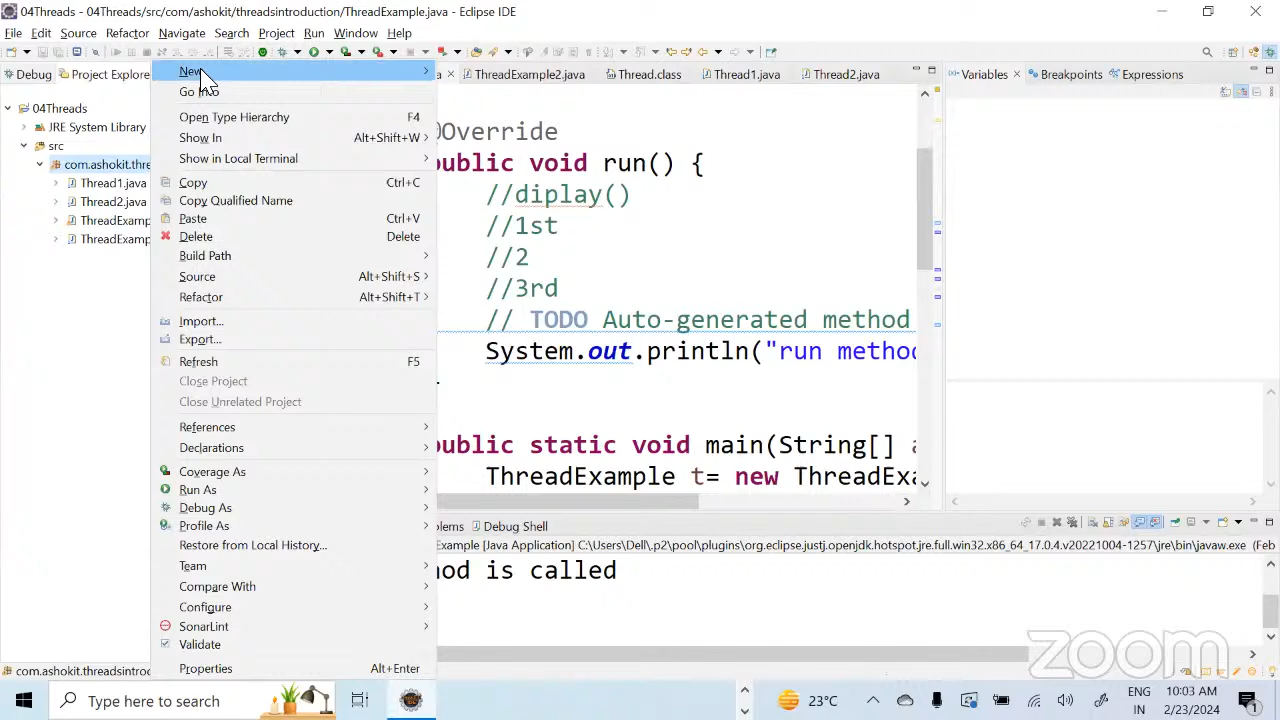 04Threads - 04Threads/src/com/ashokit/threadsintroduction/ThreadExample.java - Eclipse IDE
File Edit Source Refactor Navigate Search Project Run Window Help
Debug Project Explore
ThreadExample2.java Thread.class Thread1.java Thread2.java
Variables Breakpoints Expressions
04Threads
JRE System Library
src
com.ashokit.thre
Thread1.java
Thread2.java
ThreadExamp
ThreadExamp
New
Go I
Open Type Hierarchy F4
Show In Alt+Shift+W
Show in Local Terminal
Copy Ctrl+C
Copy Qualified Name
Paste Ctrl+V
Delete Delete
Build Path
Source Alt+Shift+S
Refactor Alt+Shift+T
Import...
Export...
Refresh F5
Close Project
Close Unrelated Project
References
Declarations
Coverage As
Run As
Debug As
Profile As
Restore from Local History...
Team
Compare With
Configure
SonarLint
Validate
Properties Alt+Enter
@Override
public void run() {
//diplay()
//1st
//2
//3rd
// TODO Auto-generated method
System.out.println("run method
public static void main(String[] a
ThreadExample t= new ThreadExa
olems Debug Shell
Example [Java Application] C:\Users\Dell\.p2\pool\plugins\org.eclipse.justj.openjdk.hotspot.jre.full.win32.x86_64_17.0.4.v20221004-1257\jre\bin\javaw.exe (Feb
nod is called
com.ashokit.threadsintrod
zoom
Type here to search
23°C
ENG
IN
10:03 AM
2/23/2024
1